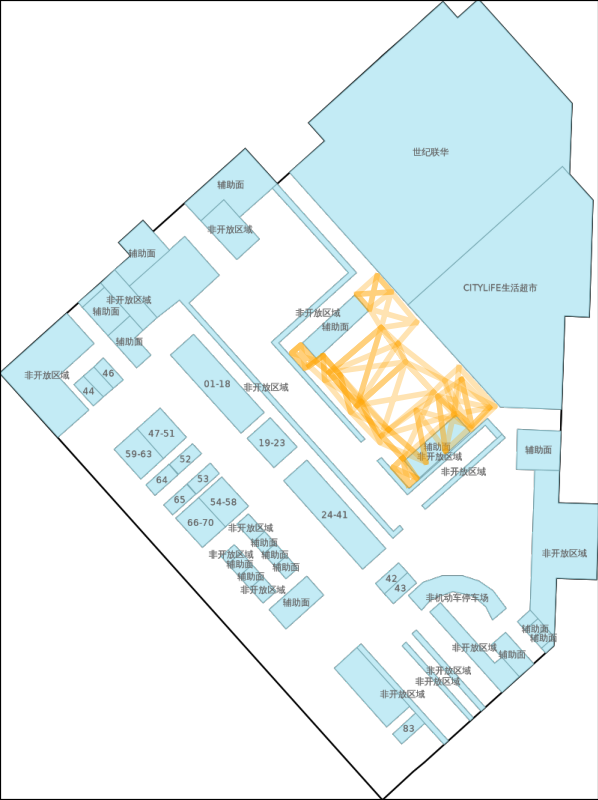 世纪联华
辅助面
非开放区域
辅助面
CITYLIFE生活超市
非开放区域
辅助面
非开放区域
辅助面
辅助面
非开放区域
46
44
01-18
非开放区域
47-51
19-23
59-63
52
辅助面
非开放区域
辅助面
64
53
非开放区域
65
54-58
66-70
24-41
非开放区域
辅助面
非开放区域
辅助面
辅助面
辅助面
辅助面
非开放区域
非开放区域
42
43
辅助面
非机动车停车场
辅助面
辅助面
非开放区域
辅助面
非开放区域
非开放区域
非开放区域
83